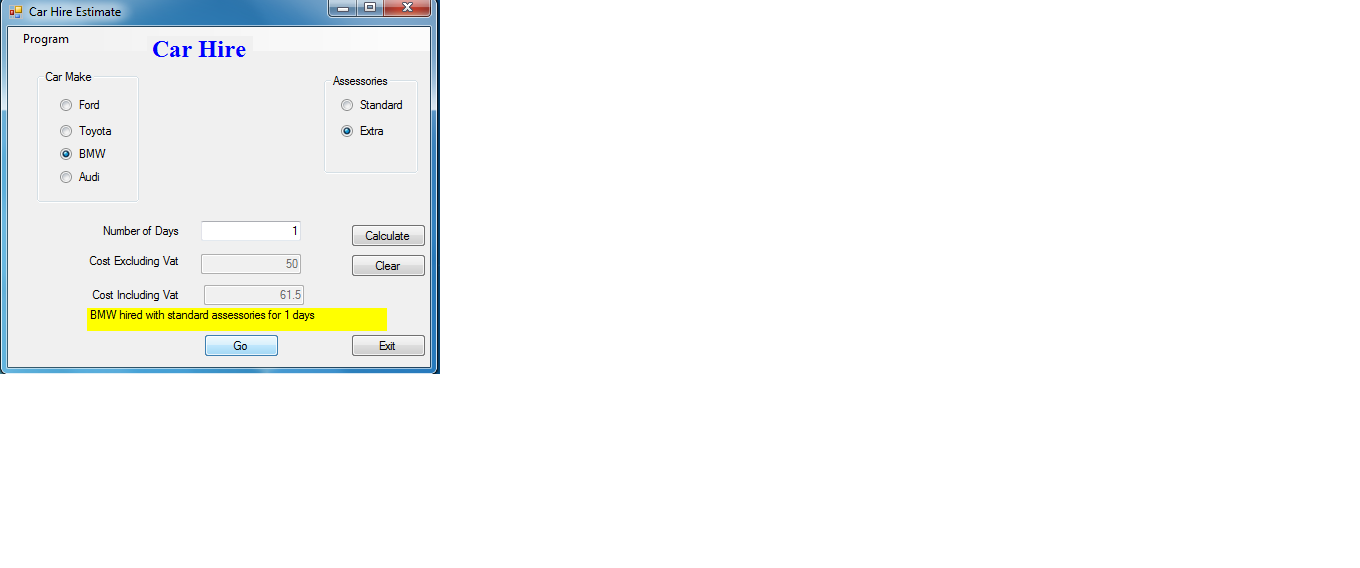 Car Hire Estimate
Program
Car Hire
Car Make
Ford
Toyota
BMW
Audi
Assessories
Standard
Extra
Number of Days 1
Calculate
Cost Excluding Vat 50
Clear
Cost Including Vat 61.5
BMW hired with standard assessories for 1 days
Go
Exit